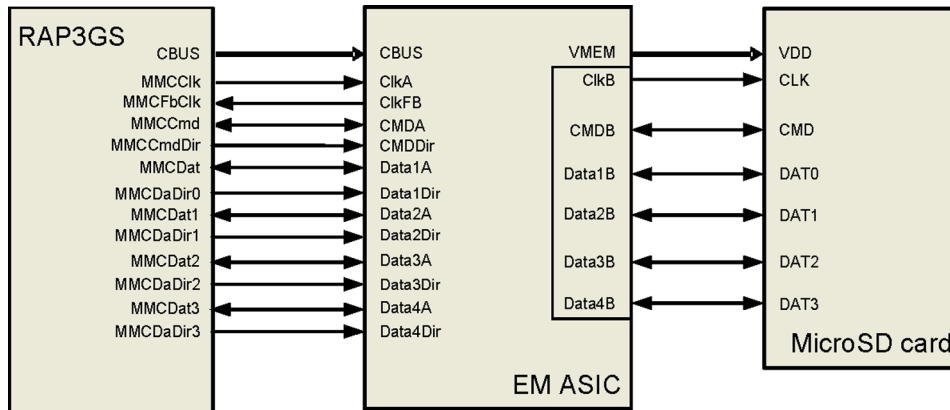 RAP3GS
CBUS
MMCClk
MMCFbClk
MMCCmd
MMCCmdDir
MMCDat
MMCDaDir0
MMCDat1
MMCDaDir1
MMCDat2
MMCDaDir2
MMCDat3
MMCDaDir3
CBUS
ClkA
ClkFB
CMDA
CMDDir
Data1A
Data1Dir
Data2A
Data2Dir
Data3A
Data3Dir
Data4A
Data4Dir
VMEM
ClkB
CMDB
Data1B
Data2B
Data3B
Data4B
EM ASIC
VDD
CLK
CMD
DAT0
DAT1
DAT2
DAT3
MicroSD card